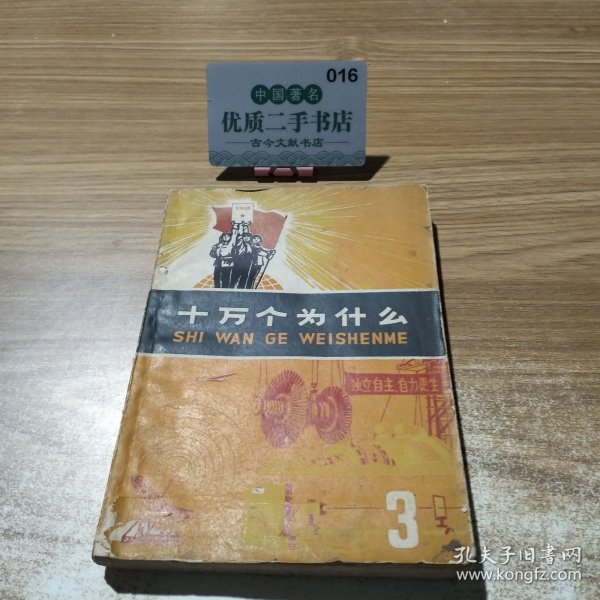 016
中国著名
优质二手书店
古今文献书店
十万个为什么
SHI WAN GE WEISHENME
独立自主,自力更生
3
孔夫子旧书网
www.kongfz.com